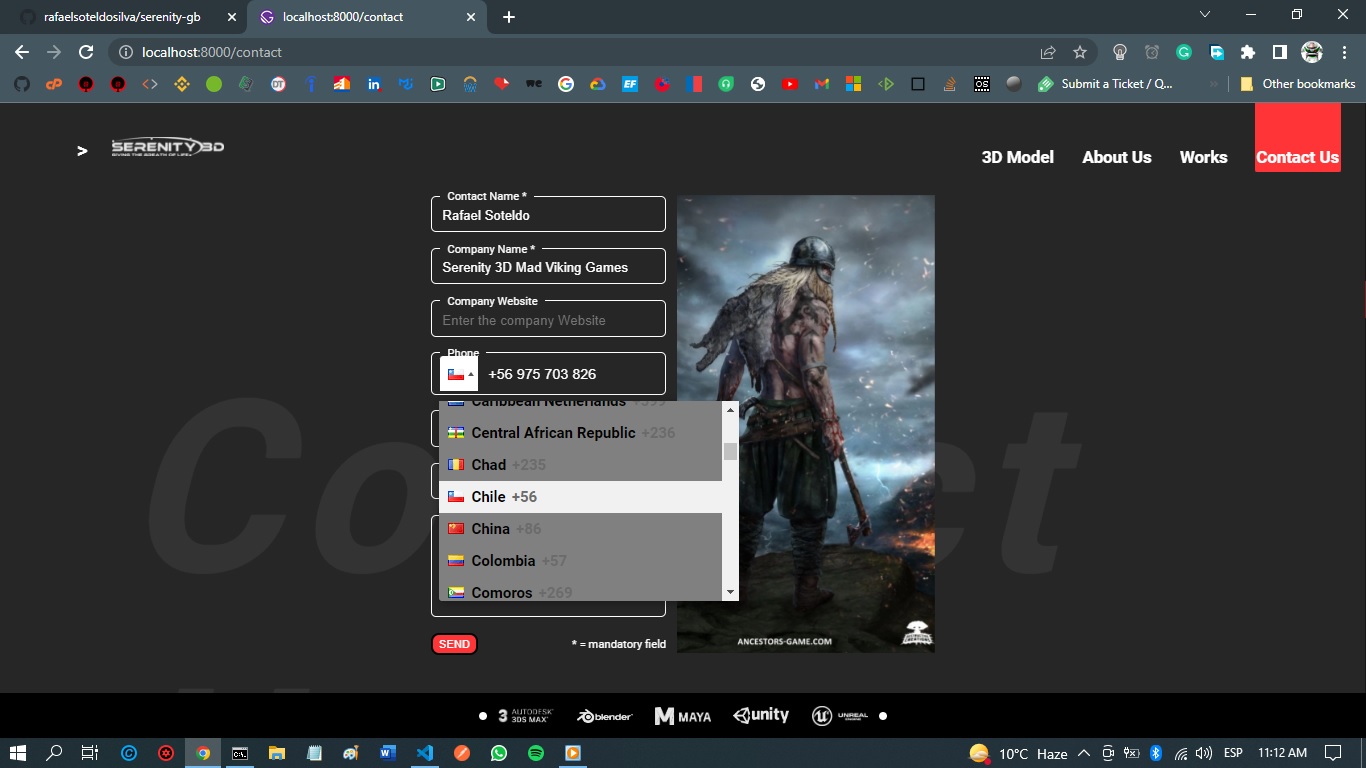 rafaelsoteldosilva/serenity-gb
localhost:8000/contact
localhost:8000/contact
Submit a Ticket / Q...
»
Other bookmarks
>
SERENITY3D
GIVING THE BREATH OF LIFE
3D Model
About Us
Works
Contact Us
Contact Name *
Rafael Soteldo
Company Name *
Serenity 3D Mad Viking Games
Company Website
Enter the company Website
Phone
+56 975 703 826
Caribbean Netherlands +599
Central African Republic +236
Chad +235
Chile +56
China +86
Colombia +57
Comoros +269
SEND
* = mandatory field
ANCESTORS-GAME.COM
AUTODESK
3DS MAX
blender
MAYA
unity
UNREAL
10°C Haze
ESP
11:12 AM